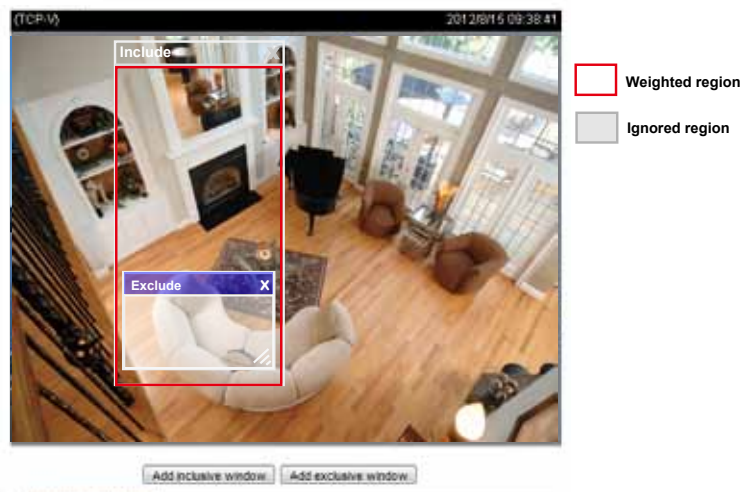 (TCP-V) 2012/8/15 09:38:41
Include
Weighted region
Ignored region
Exclude X
Add inclusive window Add exclusive window